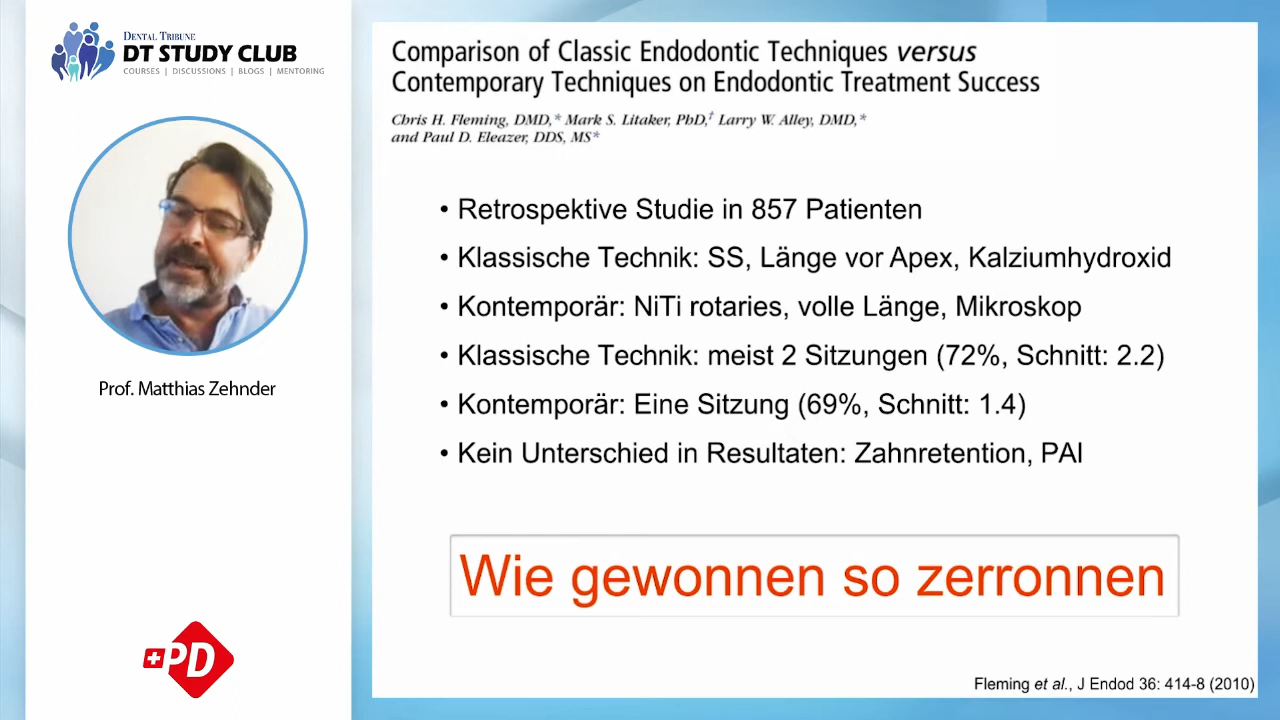 DENTAL TRIBUNE
DT STUDY CLUB
COURSES | DISCUSSIONS | BLOGS | MENTORING
Prof. Matthias Zehnder
PD
Comparison of Classic Endodontic Techniques versus
Contemporary Techniques on Endodontic Treatment Success
Chris H. Fleming, DMD,* Mark S. Litaker, PhD,† Larry W. Alley, DMD,*
and Paul D. Eleazer, DDS, MS*
• Retrospektive Studie in 857 Patienten
• Klassische Technik: SS, Länge vor Apex, Kalziumhydroxid
• Kontemporär: NiTi rotaries, volle Länge, Mikroskop
• Klassische Technik: meist 2 Sitzungen (72%, Schnitt: 2.2)
• Kontemporär: Eine Sitzung (69%, Schnitt: 1.4)
• Kein Unterschied in Resultaten: Zahnretention, PAI
Wie gewonnen so zerronnen
Fleming et al., J Endod 36: 414-8 (2010)